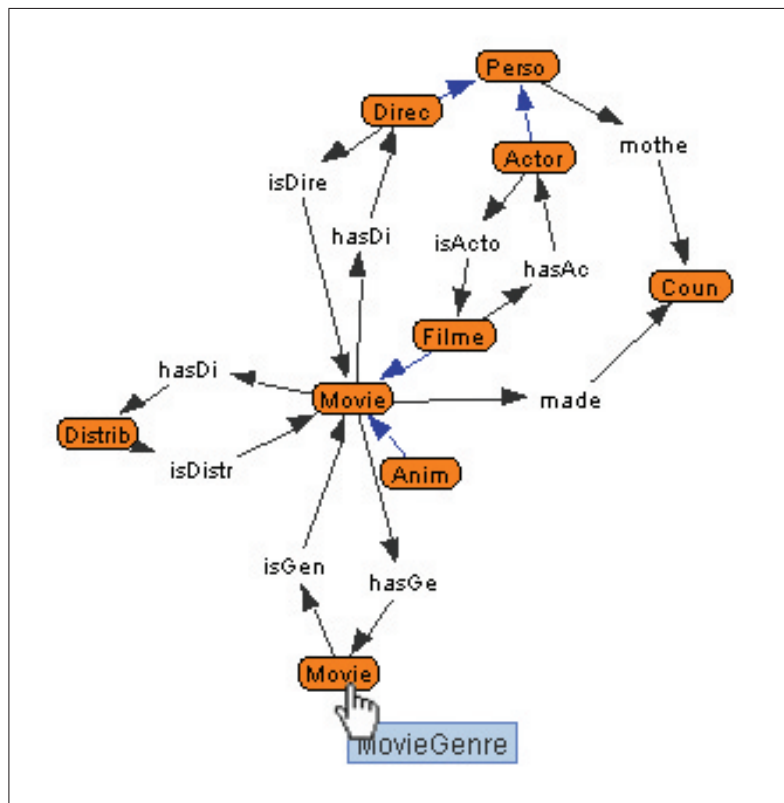 Perso
Direc
mothe
Actor
isDire
hasDi
isActo
hasAc
Coun
Filme
hasDi
Movie
made
Distrib
isDistr
Anim
isGen
hasGe
Movie
MovieGenre